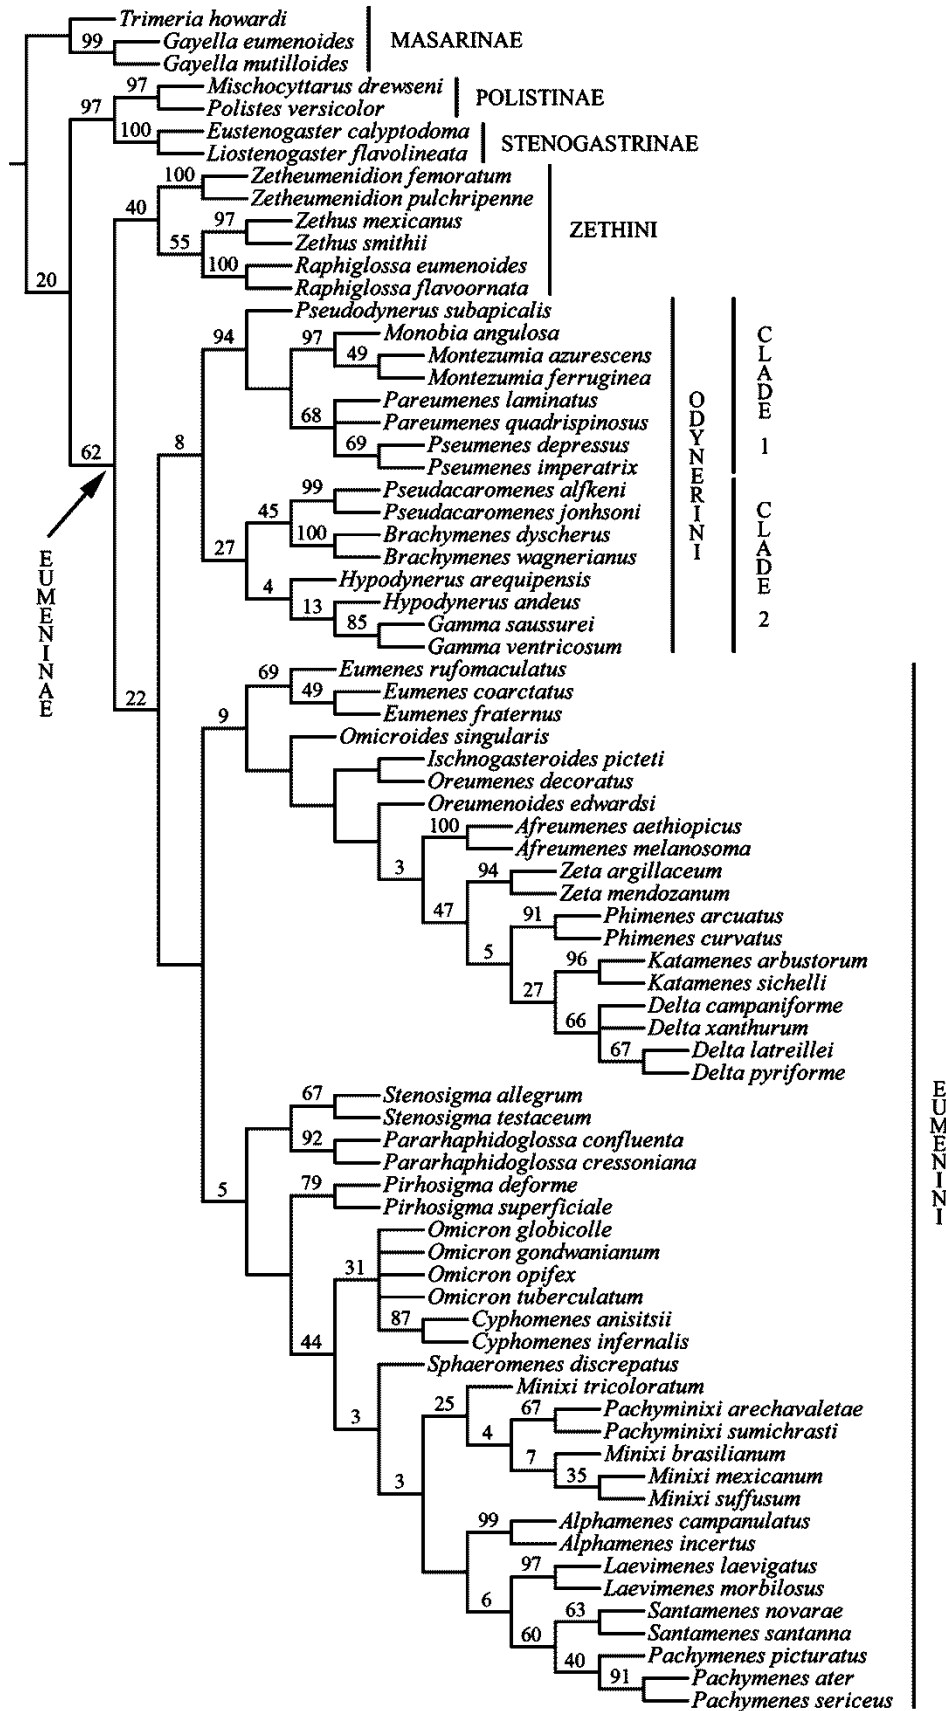 Trimeria howardi
99 Gayella eumenoides
Gayella mutilloides
MASARINAE
97 Mischocyttarus drewseni
Polistes versicolor
POLISTINAE
97
100 Eustenogaster calyptodoma
Liostenogaster flavolineata
STENOGASTRINAE
100 Zetheumenidion femoratum
Zetheumenidion pulchripenne
40
97 Zethus mexicanus
Zethus smithii
55
100 Raphiglossa eumenoides
Raphiglossa flavoornata
ZETHINI
20
Pseudodynerus subapicalis
94
97 Monobia angulosa
49 Montezumia azurescens
Montezumia ferruginea
68 Pareumenes laminatus
Pareumenes quadrispinosus
69 Pseumenes depressus
Pseumenes imperatrix
CLADE 1
ODYNERINI
62
8
99 Pseudacaromenes alfkeni
Pseudacaromenes jonhsoni
45
100 Brachymenes dyscherus
Brachymenes wagnerianus
27
4 Hypodynerus arequipensis
13 Hypodynerus andeus
85 Gamma saussurei
Gamma ventricosum
CLADE 2
EUMENINAE
22
69 Eumenes rufomaculatus
49 Eumenes coarctatus
Eumenes fraternus
9
Omicroides singularis
Ischnogasteroides picteti
Oreumenes decoratus
Oreumenoides edwardsi
100 Afreumenes aethiopicus
Afreumenes melanosoma
3
94 Zeta argillaceum
Zeta mendozanum
47
91 Phimenes arcuatus
Phimenes curvatus
5
96 Katamenes arbustorum
Katamenes sichelli
27
66 Delta campaniforme
Delta xanthurum
67 Delta latreillei
Delta pyriforme
67 Stenosigma allegrum
Stenosigma testaceum
92 Pararhaphidoglossa confluenta
Pararhaphidoglossa cressoniana
5
79 Pirhosigma deforme
Pirhosigma superficiale
Omicron globicolle
Omicron gondwanianum
31 Omicron opifex
Omicron tuberculatum
87 Cyphomenes anisitsii
Cyphomenes infernalis
44
Sphaeromenes discrepatus
3
25 Minixi tricoloratum
67 Pachyminixi arechavaletae
Pachyminixi sumichrasti
4
7 Minixi brasilianum
35 Minixi mexicanum
Minixi suffusum
3
99 Alphamenes campanulatus
Alphamenes incertus
97 Laevimenes laevigatus
Laevimenes morbilosus
6
63 Santamenes novarae
Santamenes santanna
60
40 Pachymenes picturatus
91 Pachymenes ater
Pachymenes sericeus
EUMENINI